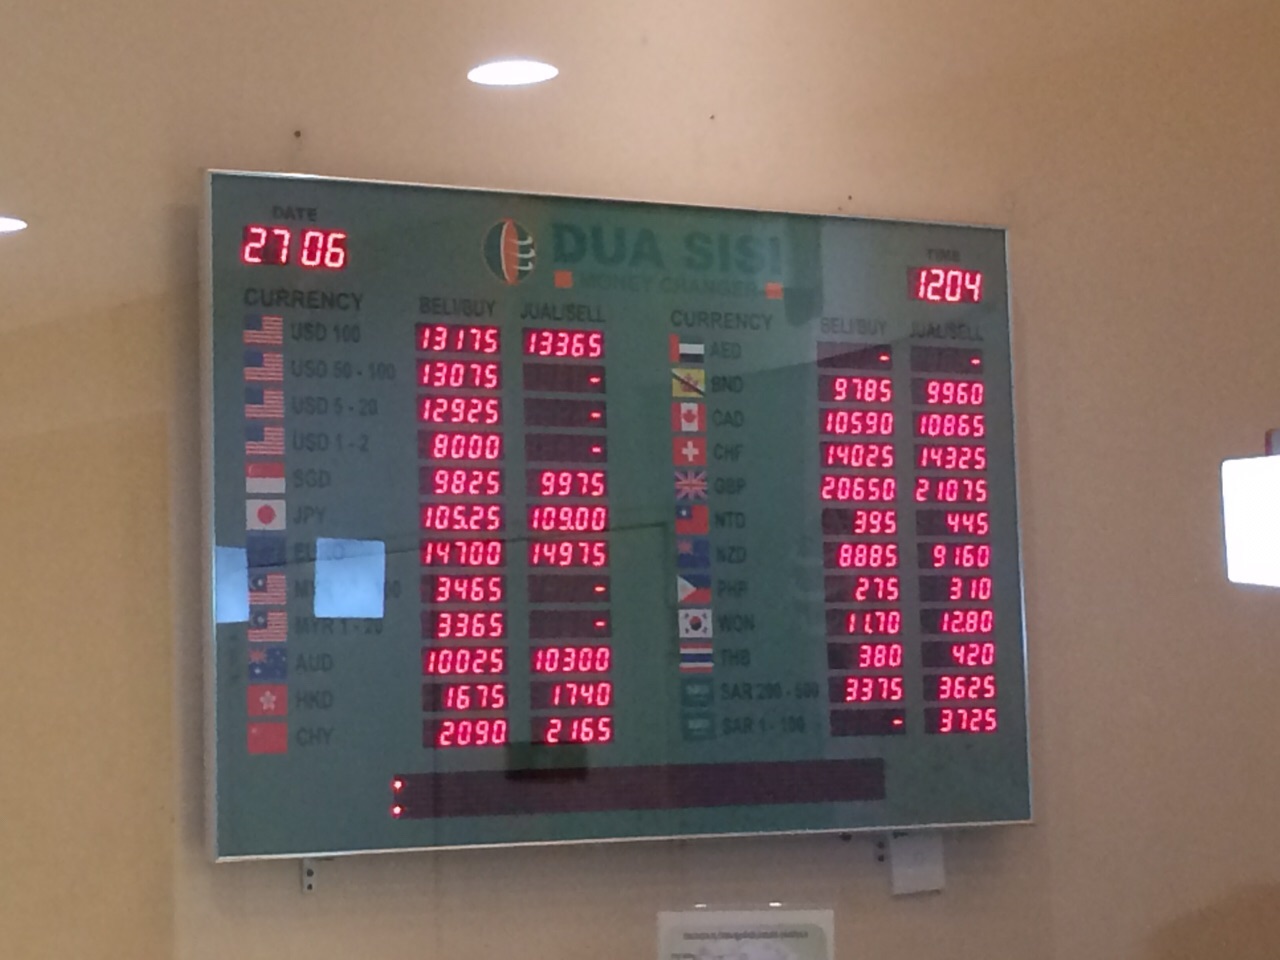 DATE
27 06
DUA SISI
MONEY CHANGER
TIME
1204
CURRENCY BELI/BUY JUAL/SELL
USD 100 13175 13365
USD 50 - 100 13075 -
USD 5 - 20 12925 -
USD 1 - 2 8000 -
SGD 9825 9975
JPY 105.25 109.00
EURO 14700 14975
3465 -
MYR 1 - 20 3365 -
AUD 10025 10300
HKD 1675 1740
CHY 2090 2165
CURRENCY BELI/BUY JUAL/SELL
AED - -
BND 9785 9960
CAD 10590 10865
CHF 14025 14325
GBP 20650 21075
NTD 395 445
NZD 8885 9160
PHP 275 310
WON 11.70 12.80
THB 380 420
SAR 200 - 500 3375 3625
SAR 1 - 100 - 3725